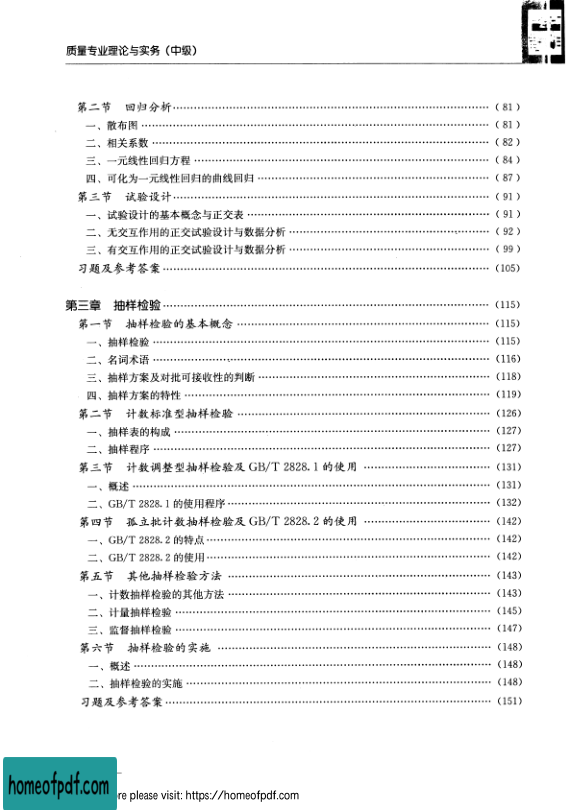 质量专业理论与实务（中级）
第二节 回归分析……（81）
一、散布图……（81）
二、相关系数……（82）
三、一元线性回归方程……（84）
四、可化为一元线性回归的曲线回归……（87）
第三节 试验设计……（91）
一、试验设计的基本概念与正交表……（91）
二、无交互作用的正交试验设计与数据分析……（92）
三、有交互作用的正交试验设计与数据分析……（99）
习题及参考答案……（105）
第三章 抽样检验……（115）
第一节 抽样检验的基本概念……（115）
一、抽样检验……（115）
二、名词术语……（116）
三、抽样方案及对批可接收性的判断……（118）
四、抽样方案的特性……（119）
第二节 计数标准型抽样检验……（126）
一、抽样表的构成……（127）
二、抽样程序……（127）
第三节 计数调整型抽样检验及 GB/T 2828.1 的使用……（131）
一、概述……（131）
二、GB/T 2828.1 的使用程序……（132）
第四节 孤立批计数抽样检验及 GB/T 2828.2 的使用……（142）
一、GB/T 2828.2 的特点……（142）
二、GB/T 2828.2 的使用……（142）
第五节 其他抽样检验方法……（143）
一、计数抽样检验的其他方法……（143）
二、计量抽样检验……（145）
三、监督抽样检验……（147）
第六节 抽样检验的实施……（148）
一、概述……（148）
二、抽样检验的实施……（148）
习题及参考答案……（151）
homeofpdf.com
please visit: https://homeofpdf.com